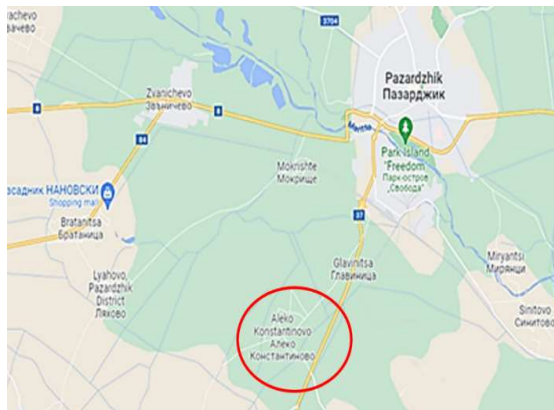 achevo
вачево
3704
Pazardzhik
Пазарджик
Zvanichevo
Звъничево
8
8
84
Park-Island
"Freedom
Парк-остров
„Свобода"
Mokrishte
Мокрище
асадник НАНОВСКИ
Shopping mall
Bratanitsa
Братаница
37
Glavinitsa
Главиница
Miryantsi
Мирянци
Lyahovo,
Pazardzhik
District
Ляхово
Sinitovo
Синитово
Aleko
Konstantinovo
Алеко
Константиново